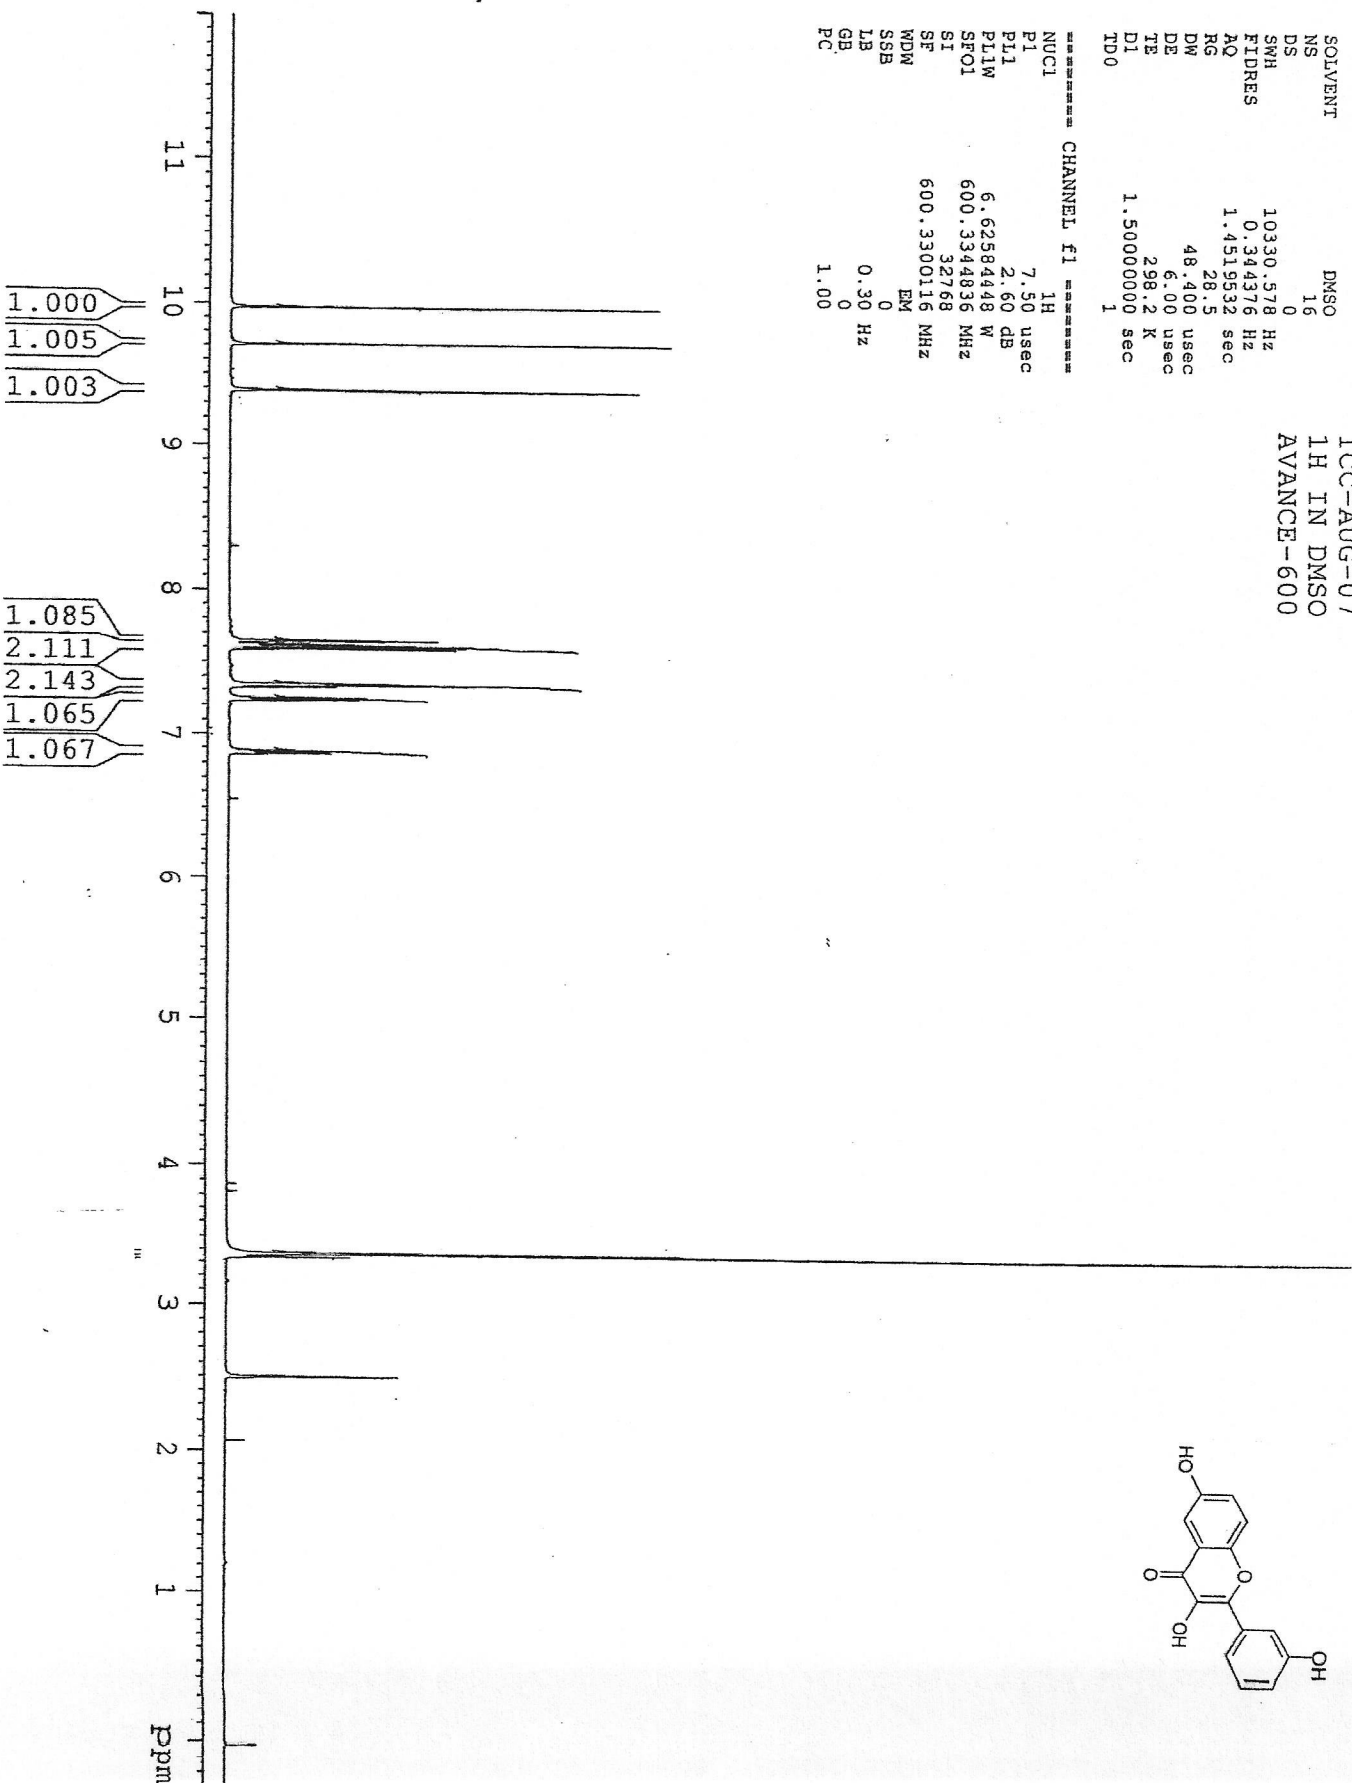 SOLVENT DMSO
NS 16
DS 0
SWH 10330.578 Hz
FIDRES 0.344376 Hz
AQ 1.4519532 sec
RG 28.5
DW 48.400 usec
DE 6.00 usec
TE 298.2 K
D1 1.50000000 sec
TD0 1
======== CHANNEL f1 ========
NUC1 1H
P1 7.50 usec
PL1 2.60 dB
PL1W 6.62584448 W
SFO1 600.3344836 MHz
SI 32768
SF 600.3300116 MHz
WDW EM
SSB 0
LB 0.30 Hz
GB 0
PC 1.00
ICC-AUG-07
1H IN DMSO
AVANCE-600
HO
O
O
OH
OH
11
10
9
8
7
6
5
4
3
2
1
ppm
1.000
1.005
1.003
1.085
2.111
2.143
1.065
1.067